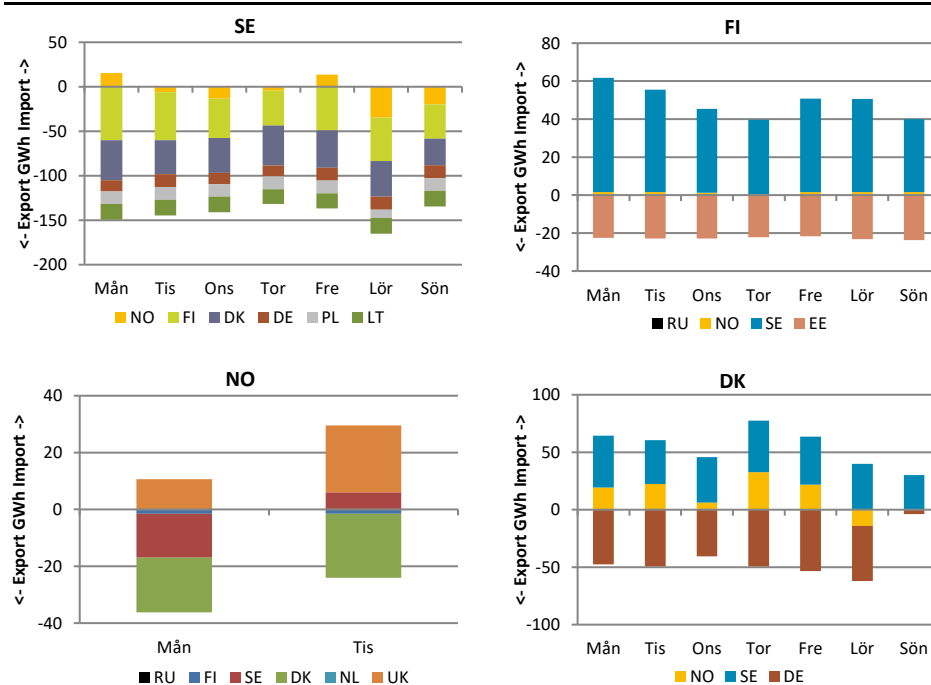 SE
<- Export GWh Import ->
50
0
-50
-100
-150
-200
Mån Tis Ons Tor Fre Lör Sön
NO FI DK DE PL LT
FI
<- Export GWh Import ->
80
60
40
20
0
-20
-40
Mån Tis Ons Tor Fre Lör Sön
RU NO SE EE
NO
<- Export GWh Import ->
40
20
0
-20
-40
Mån Tis
RU FI SE DK NL UK
DK
<- Export GWh Import ->
100
50
0
-50
-100
Mån Tis Ons Tor Fre Lör Sön
NO SE DE